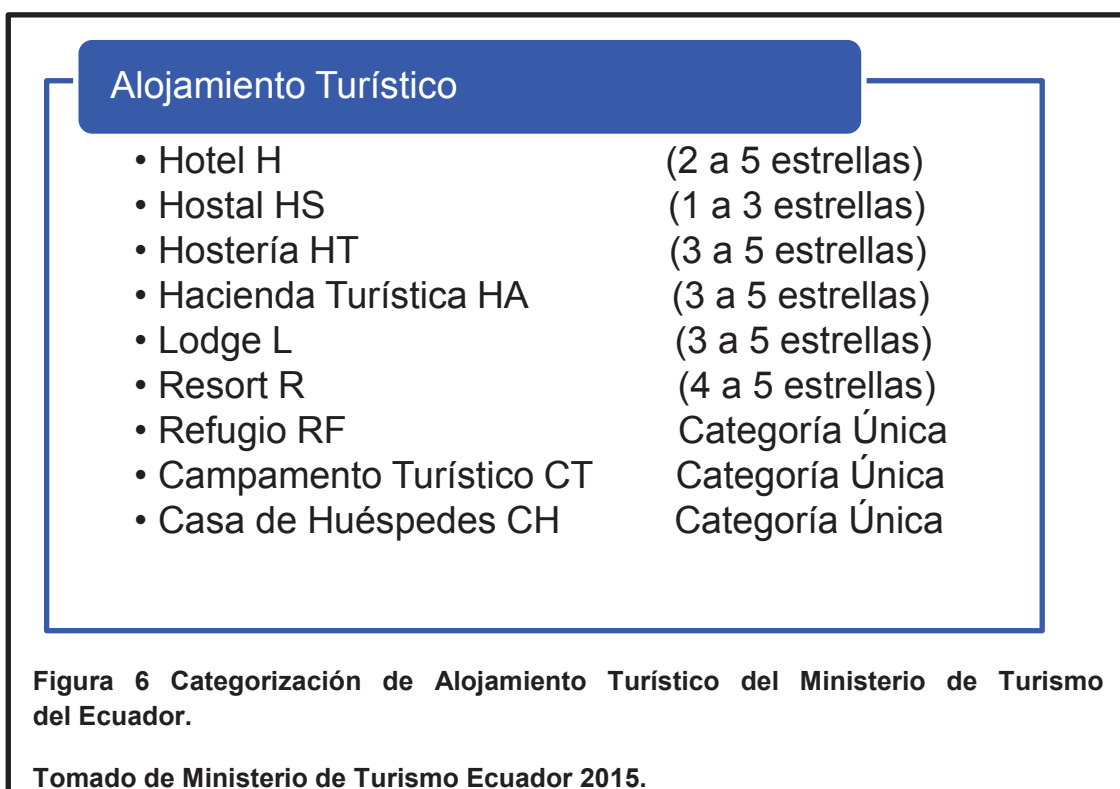 Alojamiento Turístico
• Hotel H (2 a 5 estrellas)
• Hostal HS (1 a 3 estrellas)
• Hostería HT (3 a 5 estrellas)
• Hacienda Turística HA (3 a 5 estrellas)
• Lodge L (3 a 5 estrellas)
• Resort R (4 a 5 estrellas)
• Refugio RF Categoría Única
• Campamento Turístico CT Categoría Única
• Casa de Huéspedes CH Categoría Única
Figura 6 Categorización de Alojamiento Turístico del Ministerio de Turismo
del Ecuador.
Tomado de Ministerio de Turismo Ecuador 2015.